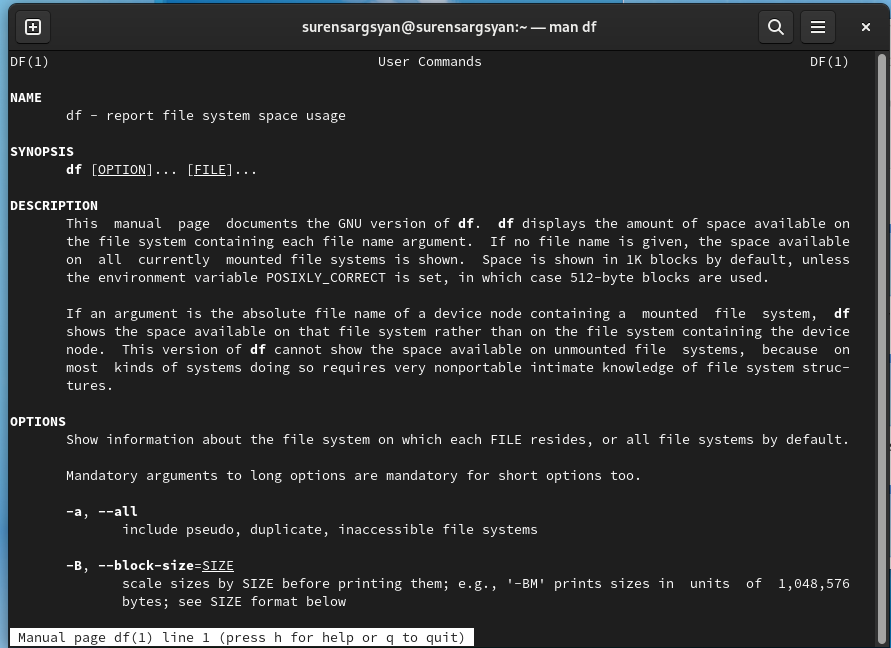 surensargsyan@surensargsyan:~ — man df
DF(1) User Commands DF(1)
NAME
df - report file system space usage
SYNOPSIS
df [OPTION]... [FILE]...
DESCRIPTION
This manual page documents the GNU version of df. df displays the amount of space available on
the file system containing each file name argument. If no file name is given, the space available
on all currently mounted file systems is shown. Space is shown in 1K blocks by default, unless
the environment variable POSIXLY_CORRECT is set, in which case 512-byte blocks are used.
If an argument is the absolute file name of a device node containing a mounted file system, df
shows the space available on that file system rather than on the file system containing the device
node. This version of df cannot show the space available on unmounted file systems, because on
most kinds of systems doing so requires very nonportable intimate knowledge of file system struc-
tures.
OPTIONS
Show information about the file system on which each FILE resides, or all file systems by default.
Mandatory arguments to long options are mandatory for short options too.
-a, --all
include pseudo, duplicate, inaccessible file systems
-B, --block-size=SIZE
scale sizes by SIZE before printing them; e.g., '-BM' prints sizes in units of 1,048,576
bytes; see SIZE format below
Manual page df(1) line 1 (press h for help or q to quit)